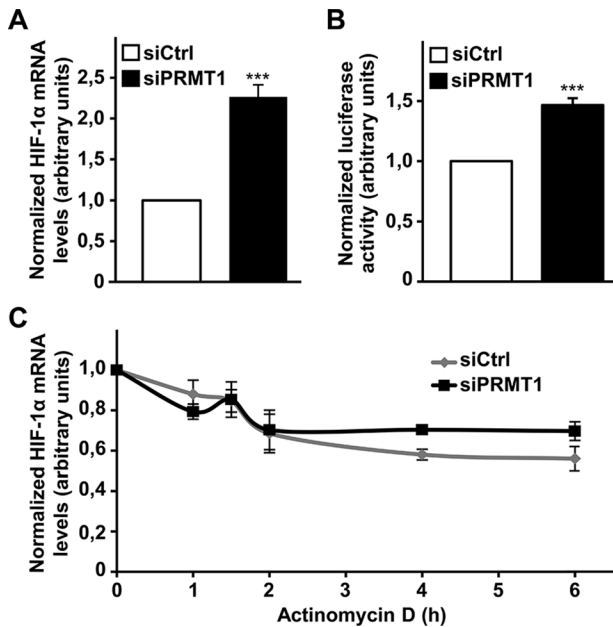 A
siCtrl
siPRMT1
Normalized HIF-1α mRNA
levels (arbitrary units)
2,5
2,0
1,0
0,5
0
***
B
siCtrl
siPRMT1
Normalized luciferase
activity (arbitrary units)
1,5
1,0
0,5
0
***
C
Normalized HIF-1α mRNA
levels (arbitrary units)
1,0
0,8
0,6
0,4
0,2
0
siCtrl
siPRMT1
0 1 2 3 4 5 6
Actinomycin D (h)